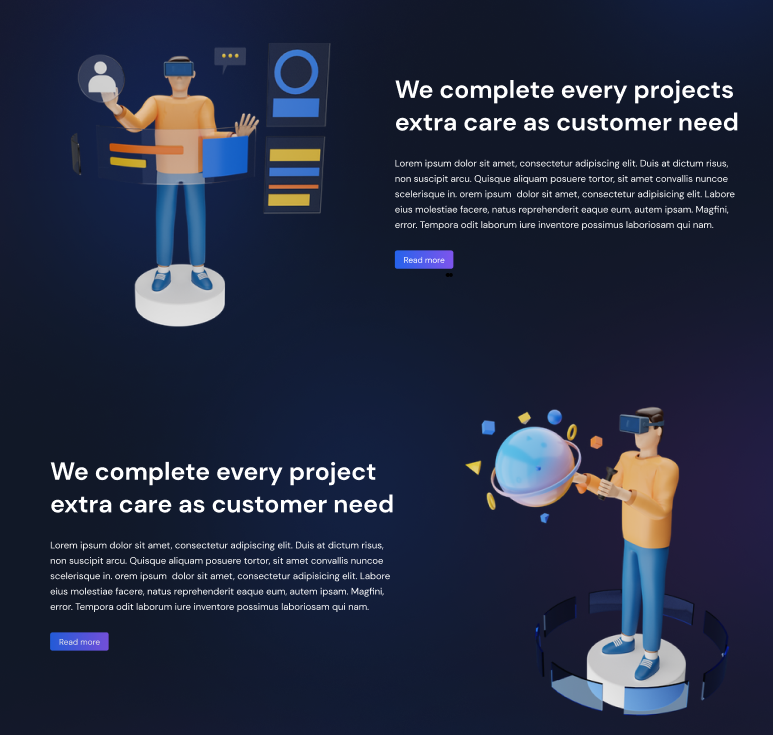 We complete every projects
extra care as customer need
Lorem ipsum dolor sit amet, consectetur adipiscing elit. Duis at dictum risus,
non suscipit arcu. Quisque aliquam posuere tortor, sit amet convallis nuncoe
scelerisque in. orem ipsum  dolor sit amet, consectetur adipisicing elit. Labore
eius molestiae facere, natus reprehenderit eaque eum, autem ipsam. Magfini,
error. Tempora odit laborum iure inventore possimus laboriosam qui nam.
Read more
We complete every project
extra care as customer need
Lorem ipsum dolor sit amet, consectetur adipiscing elit. Duis at dictum risus,
non suscipit arcu. Quisque aliquam posuere tortor, sit amet convallis nuncoe
scelerisque in. orem ipsum  dolor sit amet, consectetur adipisicing elit. Labore
eius molestiae facere, natus reprehenderit eaque eum, autem ipsam. Magfini,
error. Tempora odit laborum iure inventore possimus laboriosam qui nam.
Read more